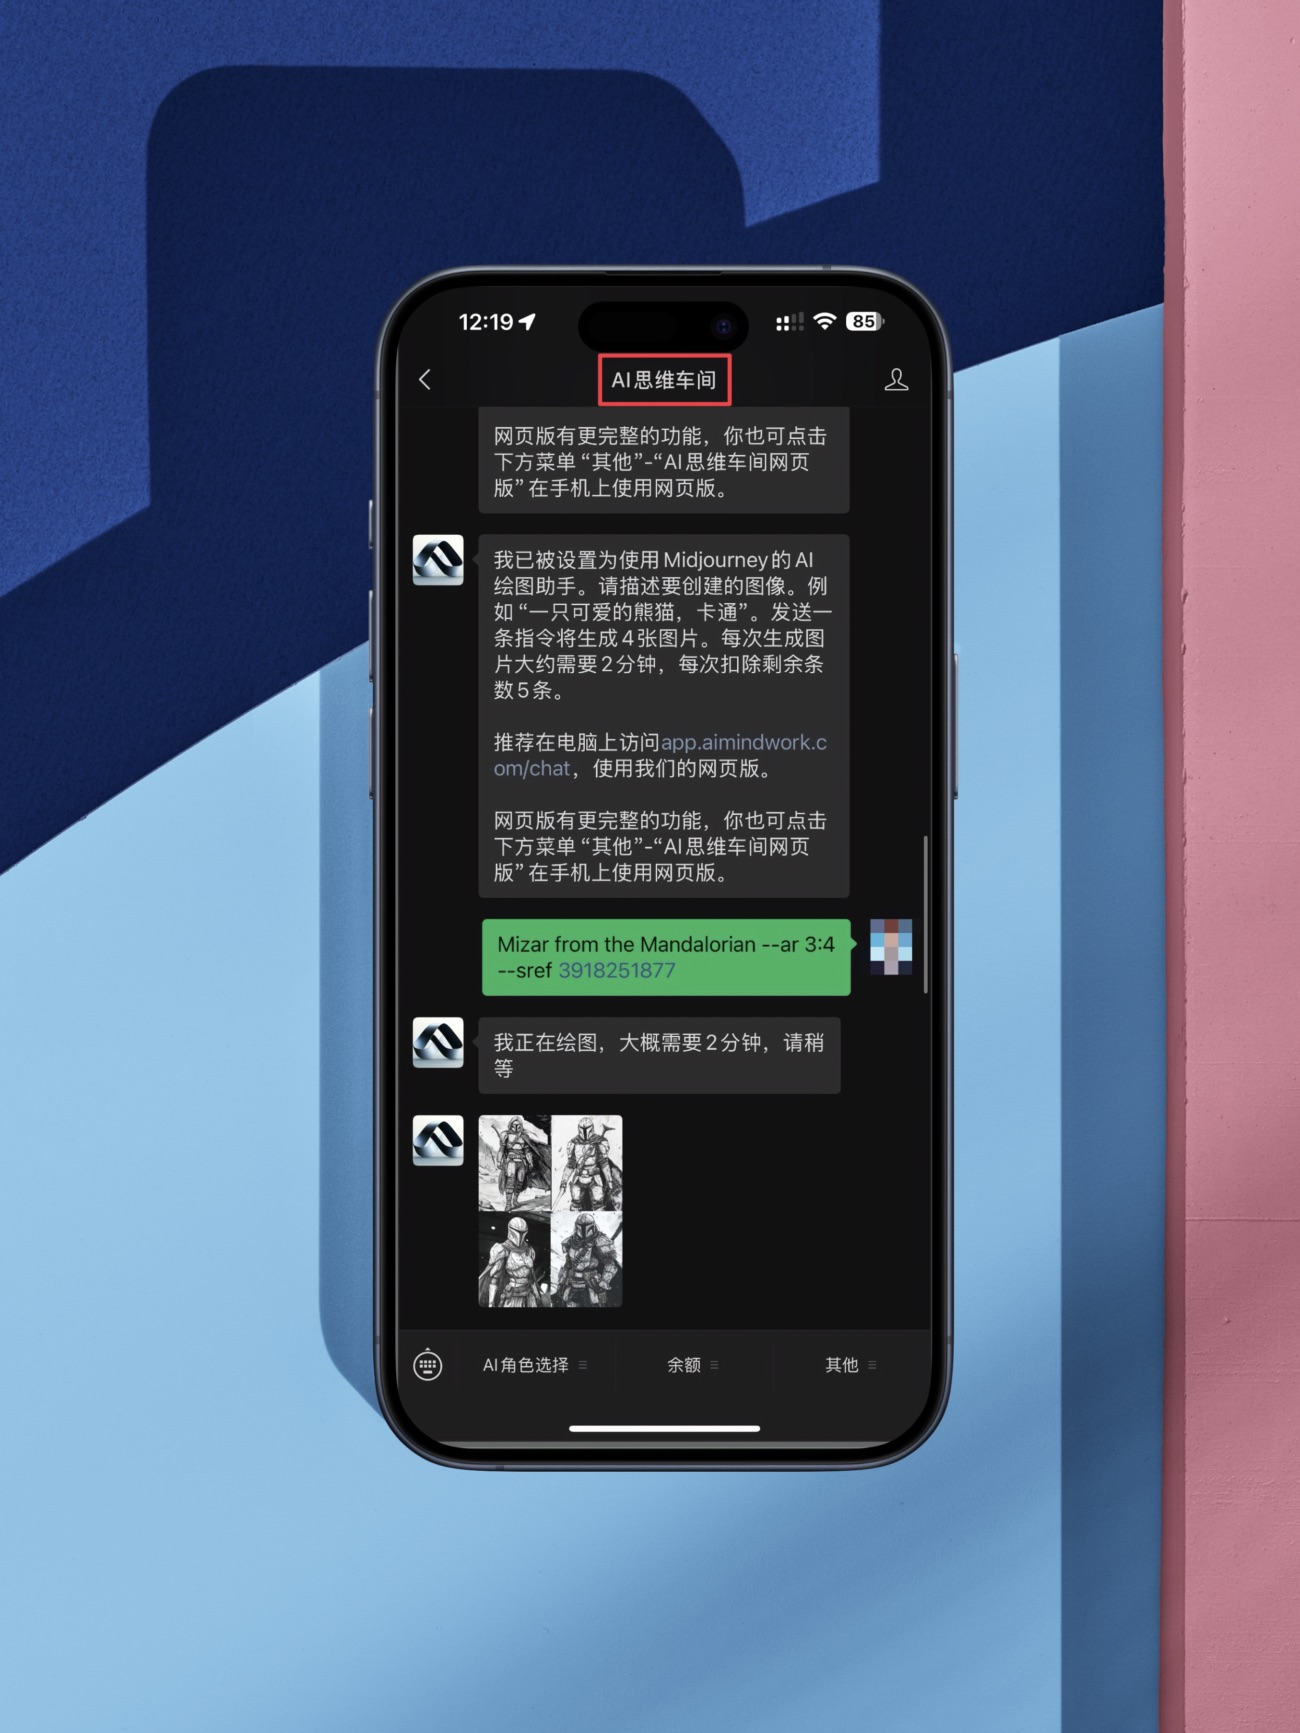 12:19
85
AI思维车间
网页版有更完整的功能，你也可点击
下方菜单“其他”-“AI思维车间网页
版”在手机上使用网页版。
我已被设置为使用Midjourney的AI
绘图助手。请描述要创建的图像。例
如“一只可爱的熊猫，卡通”。发送一
条指令将生成4张图片。每次生成图
片大约需要2分钟，每次扣除剩余条
数5条。
推荐在电脑上访问app.aimindwork.c
om/chat，使用我们的网页版。
网页版有更完整的功能，你也可点击
下方菜单“其他”-“AI思维车间网页
版”在手机上使用网页版。
Mizar from the Mandalorian --ar 3:4
--sref 3918251877
我正在绘图，大概需要2分钟，请稍
等
AI角色选择
余额
其他